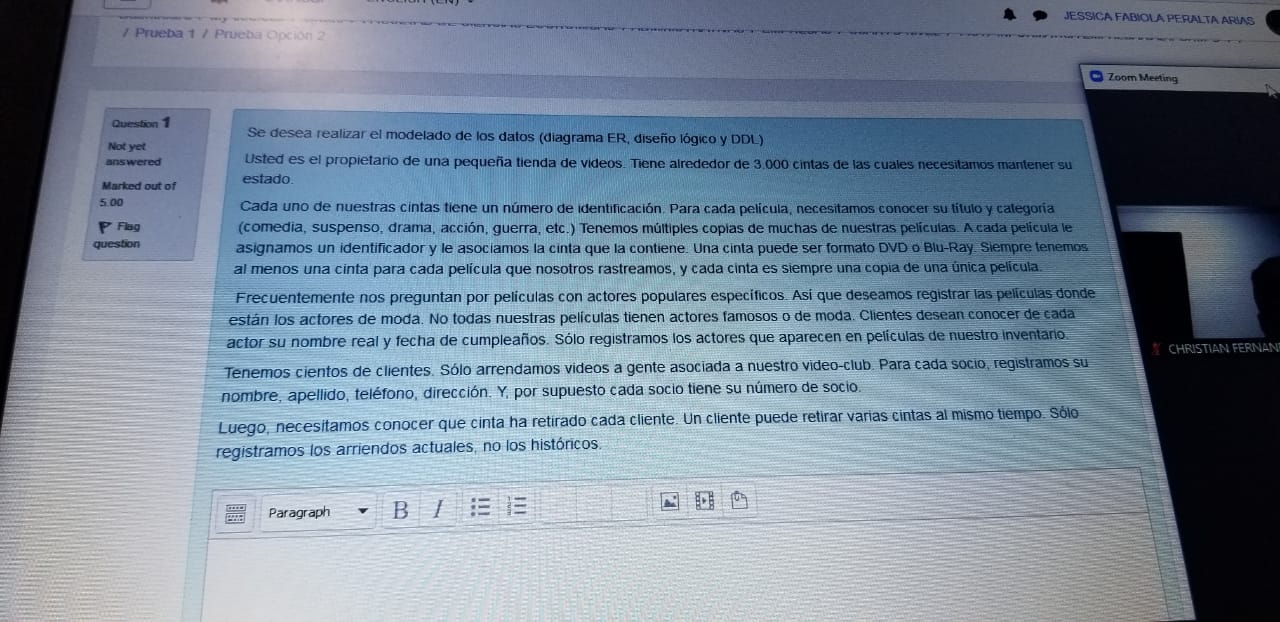 JESSICA FABIOLA PERALTA ARIAS
/ Prueba 1 / Prueba Opción 2
Zoom Meeting
Question 1
Not yet
answered
Marked out of
5.00
Flag
question
Se desea realizar el modelado de los datos (diagrama ER, diseño lógico y DDL)
Usted es el propietario de una pequeña tienda de videos. Tiene alrededor de 3.000 cintas de las cuales necesitamos mantener su
estado.
Cada uno de nuestras cintas tiene un número de identificación. Para cada película, necesitamos conocer su título y categoría
(comedia, suspenso, drama, acción, guerra, etc.) Tenemos múltiples copias de muchas de nuestras películas. A cada película le
asignamos un identificador y le asociamos la cinta que la contiene. Una cinta puede ser formato DVD o Blu-Ray. Siempre tenemos
al menos una cinta para cada película que nosotros rastreamos, y cada cinta es siempre una copia de una única película.
Frecuentemente nos preguntan por películas con actores populares específicos. Así que deseamos registrar las películas donde
están los actores de moda. No todas nuestras películas tienen actores famosos o de moda. Clientes desean conocer de cada
actor su nombre real y fecha de cumpleaños. Sólo registramos los actores que aparecen en películas de nuestro inventario.
Tenemos cientos de clientes. Sólo arrendamos videos a gente asociada a nuestro video-club. Para cada socio, registramos su
nombre, apellido, teléfono, dirección. Y, por supuesto cada socio tiene su número de socio.
Luego, necesitamos conocer que cinta ha retirado cada cliente. Un cliente puede retirar varias cintas al mismo tiempo. Sólo
registramos los arriendos actuales, no los históricos.
CHRISTIAN FERNAN
Paragraph B I